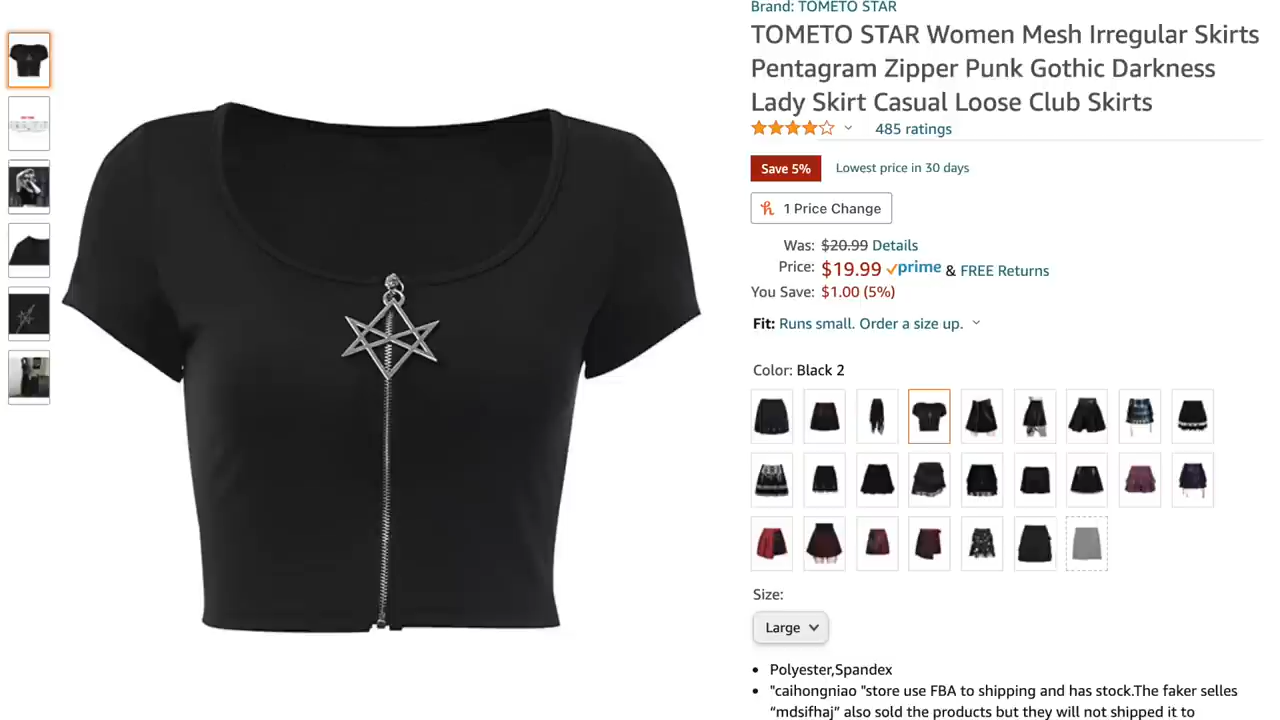 Brand: TOMETO STAR
TOMETO STAR Women Mesh Irregular Skirts
Pentagram Zipper Punk Gothic Darkness
Lady Skirt Casual Loose Club Skirts
485 ratings
Save 5% Lowest price in 30 days
1 Price Change
Was: $20.99 Details
Price: $19.99 prime & FREE Returns
You Save: $1.00 (5%)
Fit: Runs small. Order a size up.
Color: Black 2
Size:
Large
• Polyester,Spandex
• "caihongniao "store use FBA to shipping and has stock.The faker selles
“mdsifhaj” also sold the products but they will not shipped it to